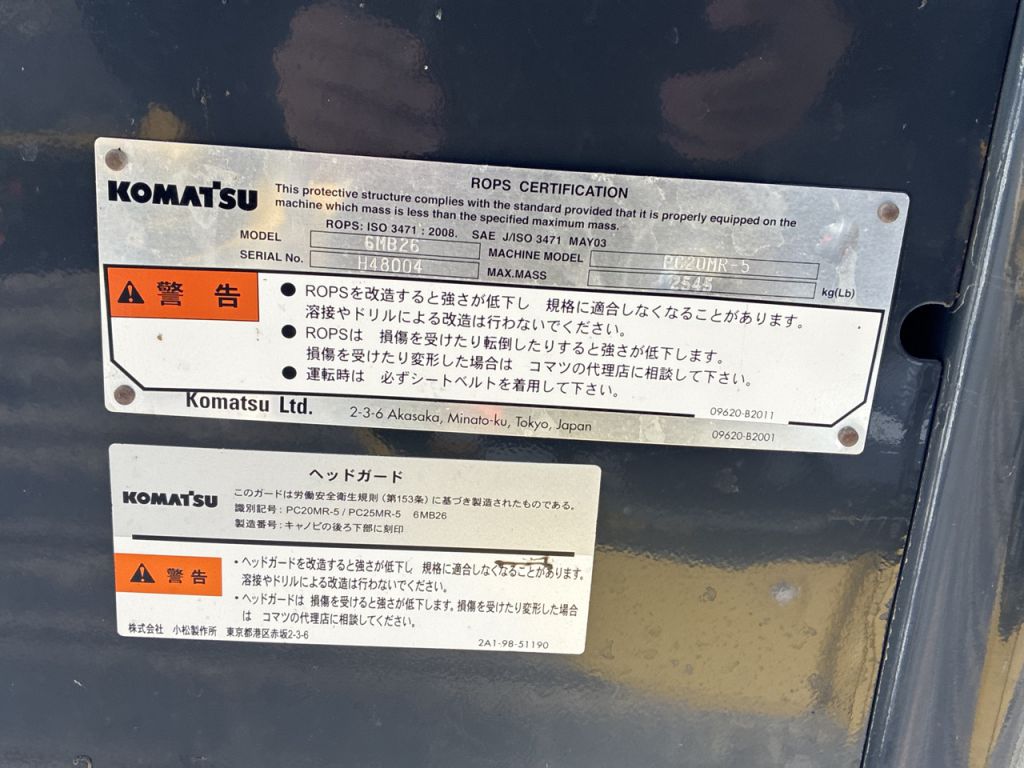 KOMATSU
ROPS CERTIFICATION
This protective structure complies with the standard provided that it is properly equipped on the
machine which mass is less than the specified maximum mass.
ROPS: ISO 3471 : 2008. SAE J/ISO 3471 MAY03
MODEL 6MB26 MACHINE MODEL PC20MR-5
SERIAL No. H48004 MAX.MASS 2545 kg(Lb)
警 告
● ROPSを改造すると強さが低下し 規格に適合しなくなることがあります。
溶接やドリルによる改造は行わないでください。
● ROPSは 損傷を受けたり転倒したりすると強さが低下します。
損傷を受けたり変形した場合は コマツの代理店に相談して下さい。
● 運転時は 必ずシートベルトを着用して下さい。
09620-B2011
Komatsu Ltd. 2-3-6 Akasaka, Minato-ku, Tokyo, Japan 09620-B2001
ヘッドガード
KOMATSU
このガードは労働安全衛生規則（第153条）に基づき製造されたものである。
識別記号：PC20MR-5 / PC25MR-5 6MB26
製造番号：キャノピの後ろ下部に刻印
警 告
・ヘッドガードを改造すると強さが低下し 規格に適合しなくなることがあります。
溶接やドリルによる改造は行わないでください。
・ヘッドガードは 損傷を受けると強さが低下します。損傷を受けたり変形した場合
は コマツの代理店に相談してください。
株式会社 小松製作所 東京都港区赤坂2-3-6 2A1-98-51190